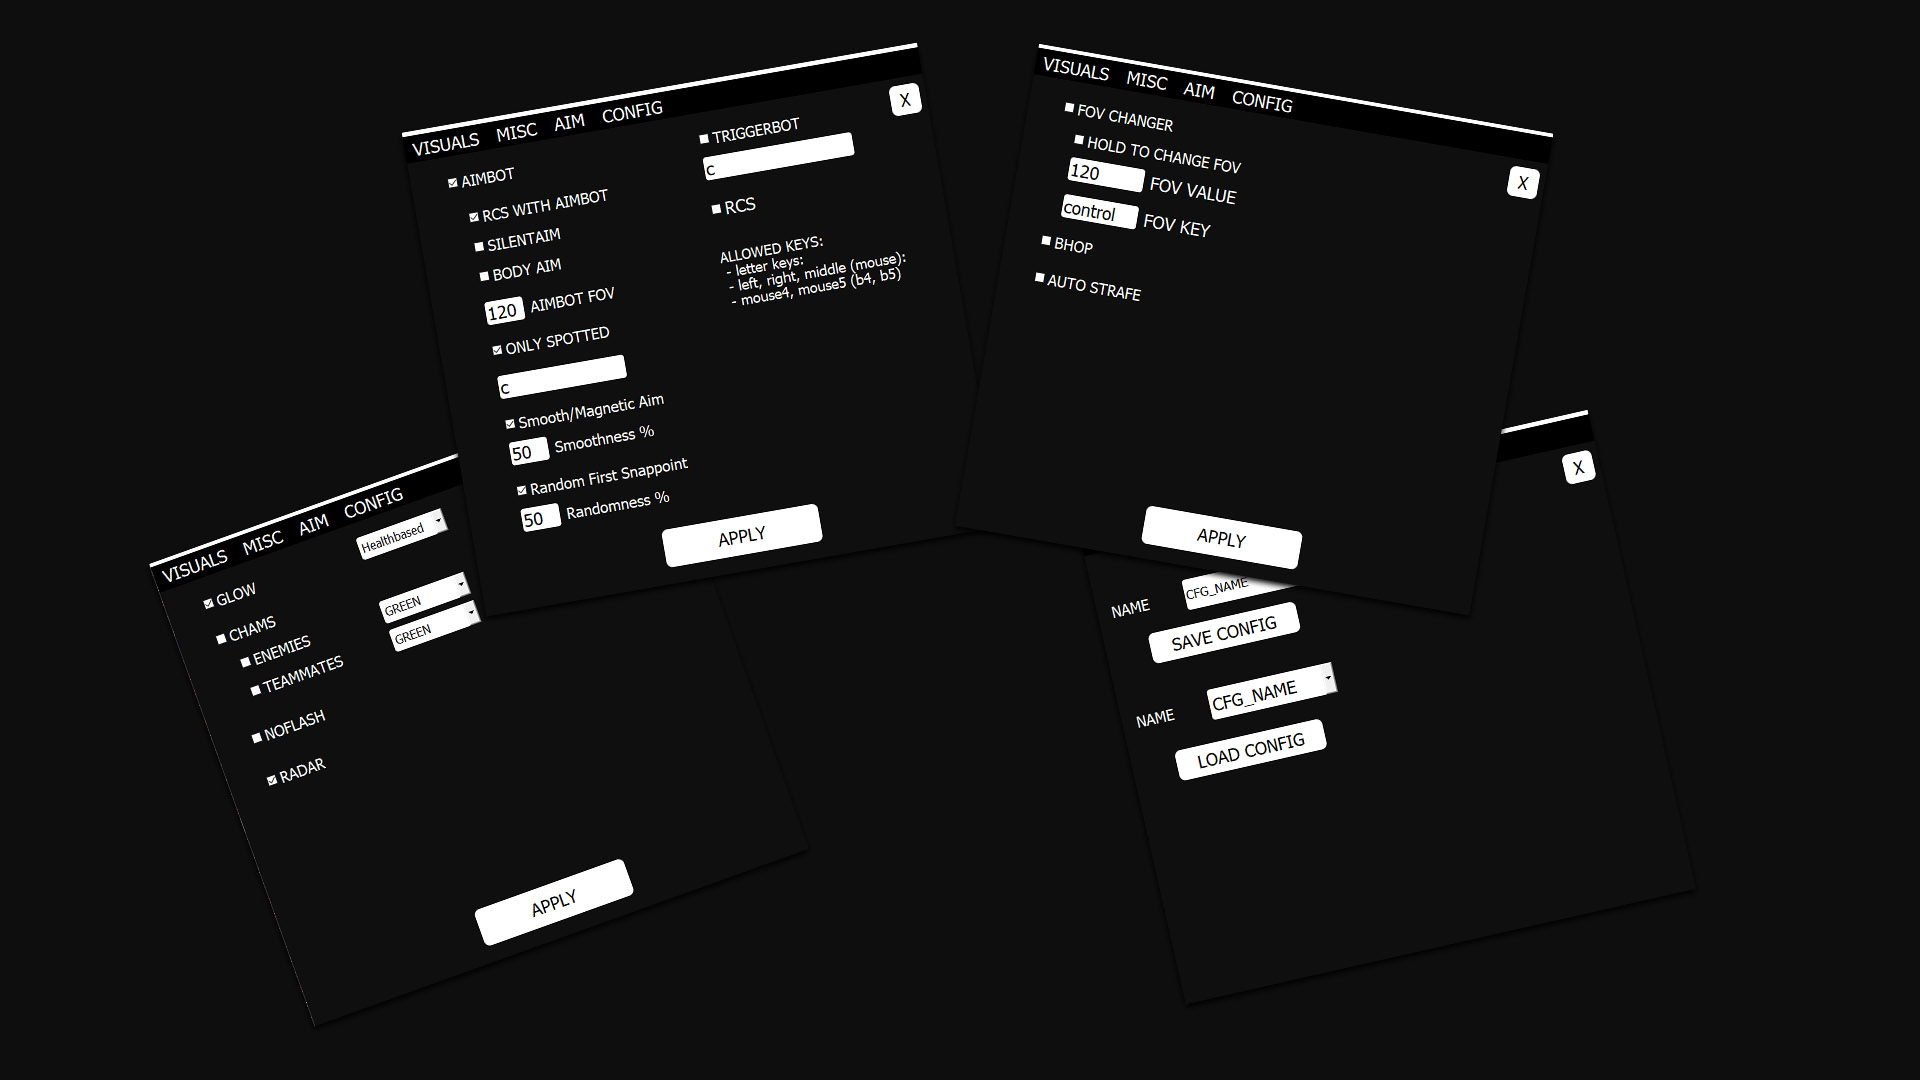 VISUALS MISC AIM CONFIG
X
AIMBOT
RCS WITH AIMBOT
SILENTAIM
BODY AIM
120 AIMBOT FOV
ONLY SPOTTED
c
Smooth/Magnetic Aim
50 Smoothness %
Random First Snappoint
50 Randomness %
TRIGGERBOT
c
RCS
ALLOWED KEYS:
- letter keys:
- left, right, middle (mouse):
- mouse4, mouse5 (b4, b5)
APPLY
VISUALS MISC AIM CONFIG
X
FOV CHANGER
HOLD TO CHANGE FOV
120 FOV VALUE
control FOV KEY
BHOP
AUTO STRAFE
APPLY
VISUALS MISC AIM CONFIG
GLOW
Healthbased
CHAMS
ENEMIES GREEN
TEAMMATES GREEN
NOFLASH
RADAR
APPLY
X
NAME CFG_NAME
SAVE CONFIG
NAME CFG_NAME
LOAD CONFIG